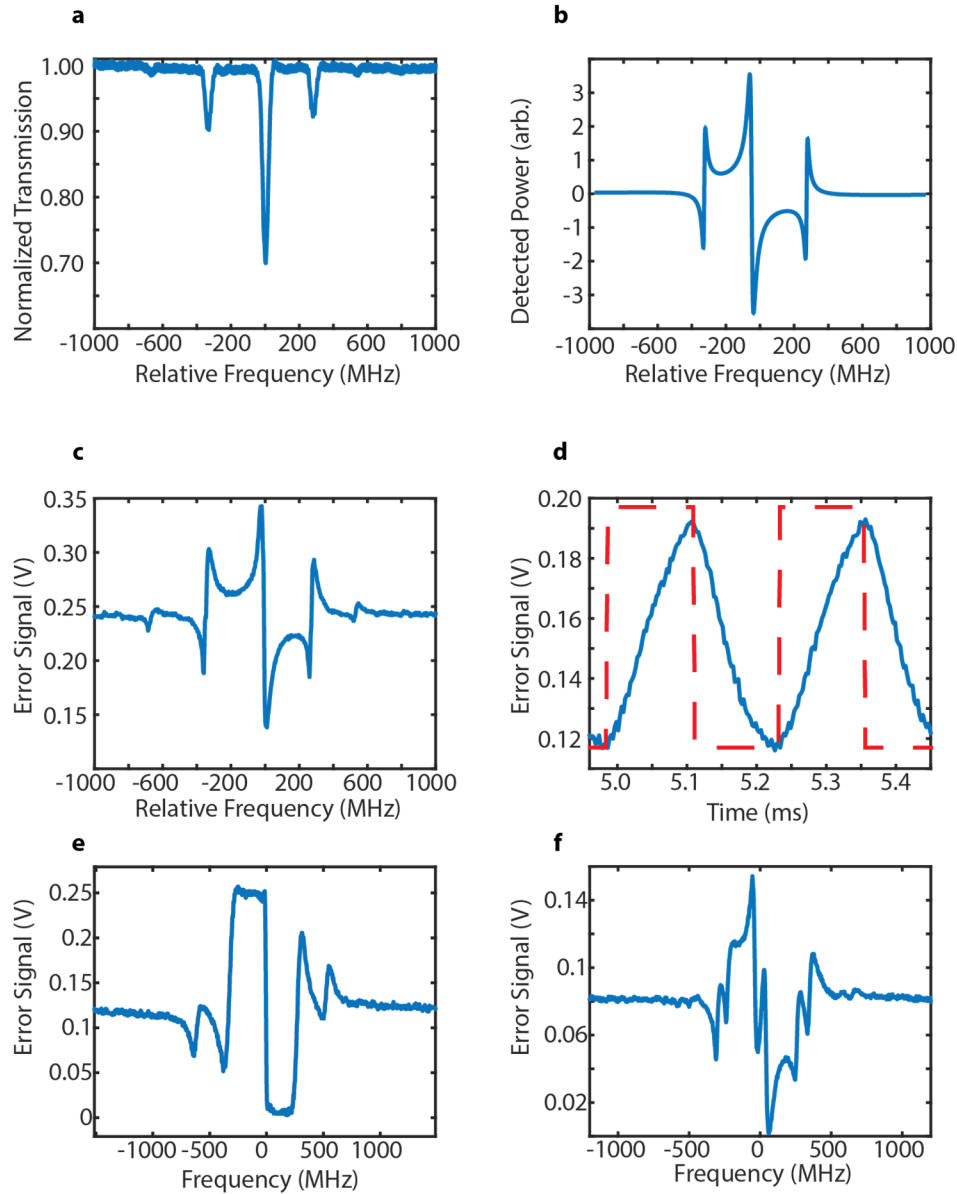 a
1.00
0.90
0.80
0.70
Normalized Transmission
-1000 -600 -200 200 600 1000
Relative Frequency (MHz)
b
3
2
1
0
-1
-2
-3
Detected Power (arb.)
-1000 -600 -200 200 600 1000
Relative Frequency (MHz)
c
0.35
0.30
0.25
0.20
0.15
Error Signal (V)
-1000 -600 -200 200 600 1000
Relative Frequency (MHz)
d
0.20
0.18
0.16
0.14
0.12
Error Signal (V)
5.0 5.1 5.2 5.3 5.4
Time (ms)
e
0.25
0.2
0.15
0.1
0.05
0
Error Signal (V)
-1000 -500 0 500 1000
Frequency (MHz)
f
0.14
0.1
0.06
0.02
Error Signal (V)
-1000 -500 0 500 1000
Frequency (MHz)